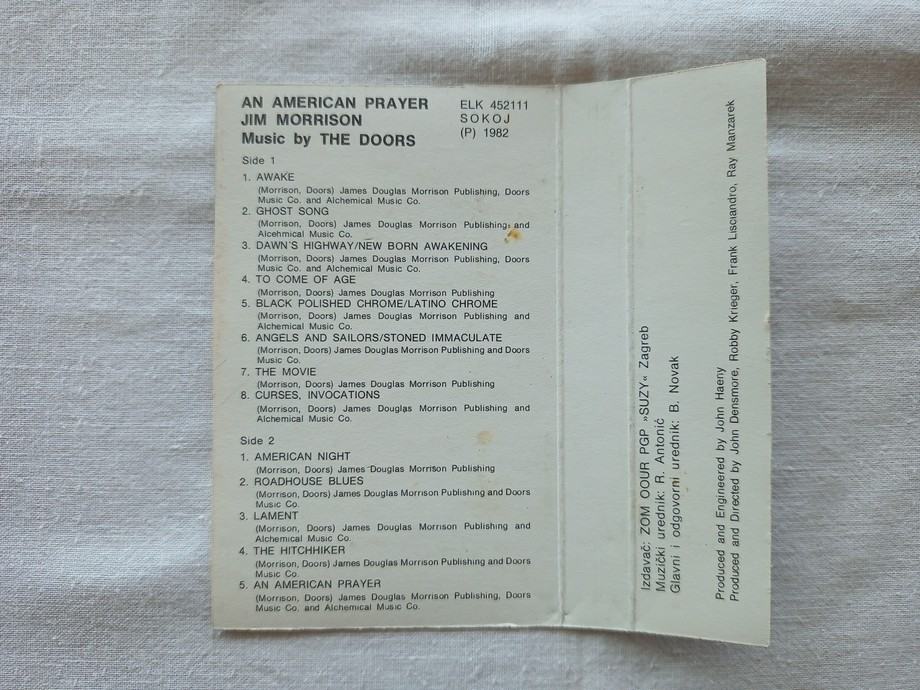 AN AMERICAN PRAYER
JIM MORRISON
Music by THE DOORS
ELK 452111
SOKOJ
(P) 1982
Side 1
1. AWAKE
(Morrison, Doors) James Douglas Morrison Publishing, Doors
Music Co. and Alchemical Music Co.
2. GHOST SONG
(Morrison, Doors) James Douglas Morrison Publishing, and
Alcehmical Music Co.
3. DAWN'S HIGHWAY/NEW BORN AWAKENING
(Morrison, Doors) James Douglas Morrison Publishing, Doors
Music Co. and Alchemical Music Co.
4. TO COME OF AGE
(Morrison, Doors) James Douglas Morrison Publishing
5. BLACK POLISHED CHROME/LATINO CHROME
(Morrison, Doors) James Douglas Morrison Publishing and
Alchemical Music Co.
6. ANGELS AND SAILORS/STONED IMMACULATE
(Morrison, Doors) James Douglas Morrison Publishing and Doors
Music Co.
7. THE MOVIE
(Morrison, Doors) James Douglas Morrison Publishing
8. CURSES, INVOCATIONS
(Morrison, Doors) James Douglas Morrison Publishing and
Alchemical Music Co.
Side 2
1. AMERICAN NIGHT
(Morrison, Doors) James Douglas Morrison Publishing
2. ROADHOUSE BLUES
(Morrison, Doors) James Douglas Morrison Publishing and Doors
Music Co.
3. LAMENT
(Morrison, Doors) James Douglas Morrison Publishing and
Alchemical Music Co.
4. THE HITCHHIKER
(Morrison, Doors) James Douglas Morrison Publishing and Doors
Music Co.
5. AN AMERICAN PRAYER
(Morrison, Doors) James Douglas Morrison Publishing, Doors
Music Co. and Alchemical Music Co.
Izdavač: ZOM OOUR PGP »SUZY« Zagreb
Muzički urednik: R. Antonić
Glavni i odgovorni urednik: B. Novak
Produced and Engineered by John Haeny
Produced and Directed by John Densmore, Robby Krieger, Frank Lisciandro, Ray Manzarek